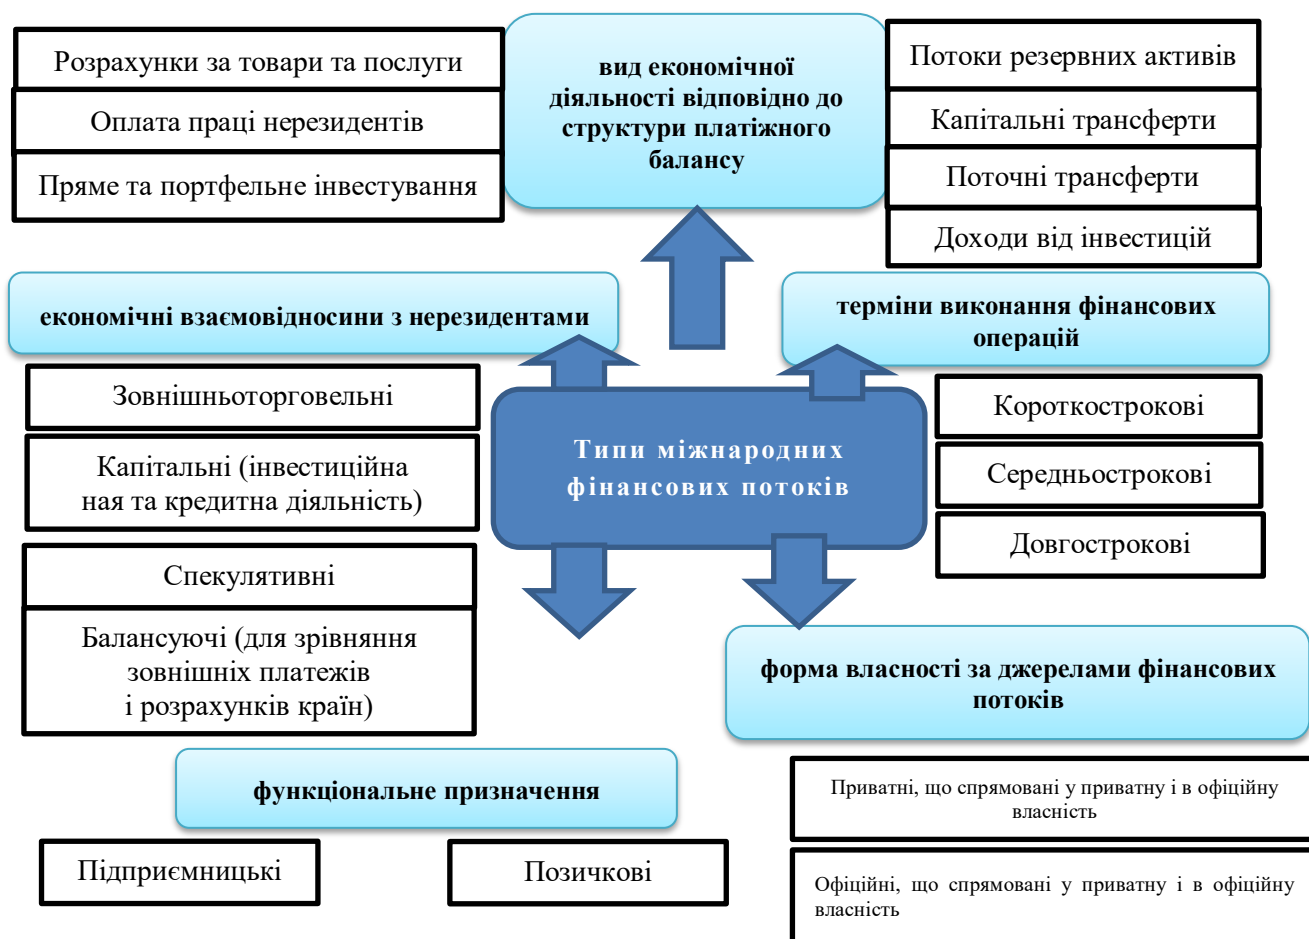 Розрахунки за товари та послуги
Оплата праці нерезидентів
Пряме та портфельне інвестування
вид економічної
діяльності відповідно до
структури платіжного
балансу
Потоки резервних активів
Капітальні трансферти
Поточні трансферти
Доходи від інвестицій
економічні взаємовідносини з нерезидентами
терміни виконання фінансових
операцій
Зовнішньоторговельні
Капітальні (інвестиційна
ная та кредитна діяльність)
Спекулятивні
Балансуючі (для зрівняння
зовнішніх платежів
і розрахунків країн)
Типи міжнародних
фінансових потоків
Короткострокові
Середньострокові
Довгострокові
форма власності за джерелами фінансових
потоків
функціональне призначення
Підприємницькі
Позичкові
Приватні, що спрямовані у приватну і в офіційну
власність
Офіційні, що спрямовані у приватну і в офіційну
власність